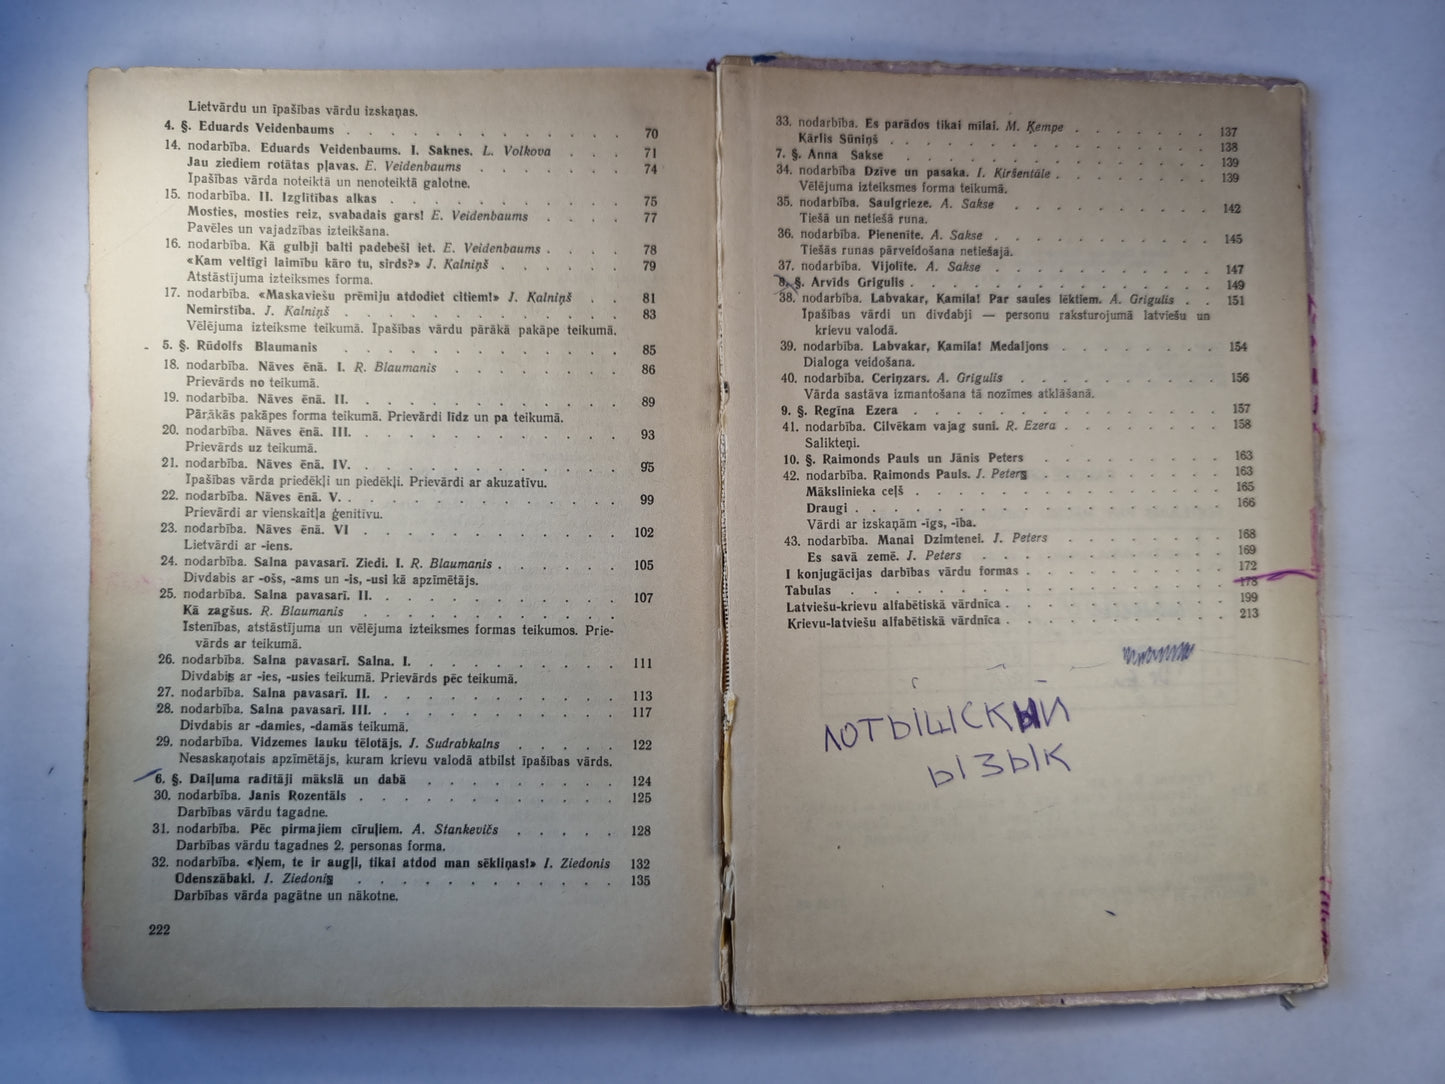 Lietvārdu un īpašības vārdu izskaņas.
4. §. Eduards Veidenbaums . . . . . . . . . . . . 70
14. nodarbība. Eduards Veidenbaums. I. Saknes. L. Volkova . . . 71
Jau ziediem rotātas pļavas. E. Veidenbaums . . . . . . . 74
Īpašības vārda noteiktā un nenoteiktā galotne.
15. nodarbība. II. Izglītības alkas . . . . . . . . . . . 75
Mosties, mosties reiz, svabadais gars! E. Veidenbaums . . . . 77
Pavēles un vajadzības izteikšana.
16. nodarbība. Kā gulbji balti padebeši iet. E. Veidenbaums . . . . 78
«Kam veltīgi laimību kāro tu, sirds?» J. Kalniņš . . . . . . 79
Atstāstījuma izteiksmes forma.
17. nodarbība. «Maskaviešu prēmiju atdodiet citiem!» J. Kalniņš . . 81
Nemirstība. J. Kalniņš . . . . . . . . . . . . 83
Vēlējuma izteiksme teikumā. Īpašības vārdu pārākā pakāpe teikumā.
5. §. Rūdolfs Blaumanis . . . . . . . . . . . . 85
18. nodarbība. Nāves ēnā. I. R. Blaumanis . . . . . . . . 86
Prievārds no teikumā.
19. nodarbība. Nāves ēnā. II. . . . . . . . . . . . . 89
Pārākās pakāpes forma teikumā. Prievārdi līdz un pa teikumā.
20. nodarbība. Nāves ēnā. III. . . . . . . . . . . . . 93
Prievārds uz teikumā.
21. nodarbība. Nāves ēnā. IV. . . . . . . . . . . . . 95
Īpašības vārda priedēkļi un piedēkļi. Prievārdi ar akuzatīvu.
22. nodarbība. Nāves ēnā. V. . . . . . . . . . . . . 99
Prievārdi ar vienskaitļa ģenitīvu.
23. nodarbība. Nāves ēnā. VI . . . . . . . . . . . . 102
Lietvārdi ar -iens.
24. nodarbība. Salna pavasarī. Ziedi. I. R. Blaumanis . . . . . . 105
Divdabis ar -ošs, -ams un -is, -usi kā apzīmētājs.
25. nodarbība. Salna pavasarī. II. . . . . . . . . . . . 107
Kā zagšus. R. Blaumanis . . . . . . . . . . . .
Īstenības, atstāstījuma un vēlējuma izteiksmes formas teikumos. Prie-
vārds ar teikumā.
26. nodarbība. Salna pavasarī. Salna. I. . . . . . . . . . 111
Divdabis ar -ies, -usies teikumā. Prievārds pēc teikumā.
27. nodarbība. Salna pavasarī. II. . . . . . . . . . . . 113
28. nodarbība. Salna pavasarī. III. . . . . . . . . . . . 117
Divdabis ar -damies, -damās teikumā.
29. nodarbība. Vidzemes lauku tēlotājs. J. Sudrabkalns . . . . . 122
Nesaskaņotais apzīmētājs, kuram krievu valodā atbilst īpašības vārds.
6. §. Daiļuma radītāji mākslā un dabā . . . . . . . . . 124
30. nodarbība. Janis Rozentāls . . . . . . . . . . . . 125
Darbības vārdu tagadne.
31. nodarbība. Pēc pirmajiem cīruļiem. A. Stankevičs . . . . . 128
Darbības vārdu tagadnes 2. personas forma.
32. nodarbība. «Ņem, te ir augļi, tikai atdod man sēkliņas!» I. Ziedonis 132
Ūdenszābaki. I. Ziedonis . . . . . . . . . . . . 135
Darbības vārda pagātne un nākotne.
222
33. nodarbība. Es parādos tikai mīlai. M. Ķempe . . . . . . . 137
Kārlis Sūniņš . . . . . . . . . . . . . . 138
7. §. Anna Sakse . . . . . . . . . . . . . . 139
34. nodarbība Dzīve un pasaka. I. Kiršentāle . . . . . . . . 139
Vēlējuma izteiksmes forma teikumā.
35. nodarbība. Saulgrieze. A. Sakse . . . . . . . . . 142
Tiešā un netiešā runa.
36. nodarbība. Pienenīte. A. Sakse . . . . . . . . . . 145
Tiešās runas pārveidošana netiešajā.
37. nodarbība. Vijolīte. A. Sakse . . . . . . . . . . 147
8. §. Arvīds Grigulis . . . . . . . . . . . . . . 149
38. nodarbība. Labvakar, Kamila! Par saules lēktiem. A. Grigulis . . 151
Īpašības vārdi un divdabji — personu raksturojumā latviešu un
krievu valodā.
39. nodarbība. Labvakar, Kamila! Medaljons . . . . . . . . 154
Dialoga veidošana.
40. nodarbība. Ceriņzars. A. Grigulis . . . . . . . . . . 156
Vārda sastāva izmantošana tā nozīmes atklāšanā.
9. §. Regīna Ezera . . . . . . . . . . . . . . 157
41. nodarbība. Cilvēkam vajag suni. R. Ezera . . . . . . . . 158
Salikteņi.
10. §. Raimonds Pauls un Jānis Peters . . . . . . . . . 163
42. nodarbība. Raimonds Pauls. J. Peters . . . . . . . . 163
Mākslinieka ceļš . . . . . . . . . . . . . . 165
Draugi . . . . . . . . . . . . . . . . . 166
Vārdi ar izskaņām -īgs, -ība.
43. nodarbība. Manai Dzimtenei. J. Peters . . . . . . . . 168
Es savā zemē. J. Peters . . . . . . . . . . . . 169
I konjugācijas darbības vārdu formas . . . . . . . . . . 172
Tabulas . . . . . . . . . . . . . . . . . 178
Latviešu-krievu alfabētiskā vārdnīca . . . . . . . . . . . 199
Krievu-latviešu alfabētiskā vārdnīca . . . . . . . . . . . 213
ЛОТЫШСКЫЙ
ЫЗЫК